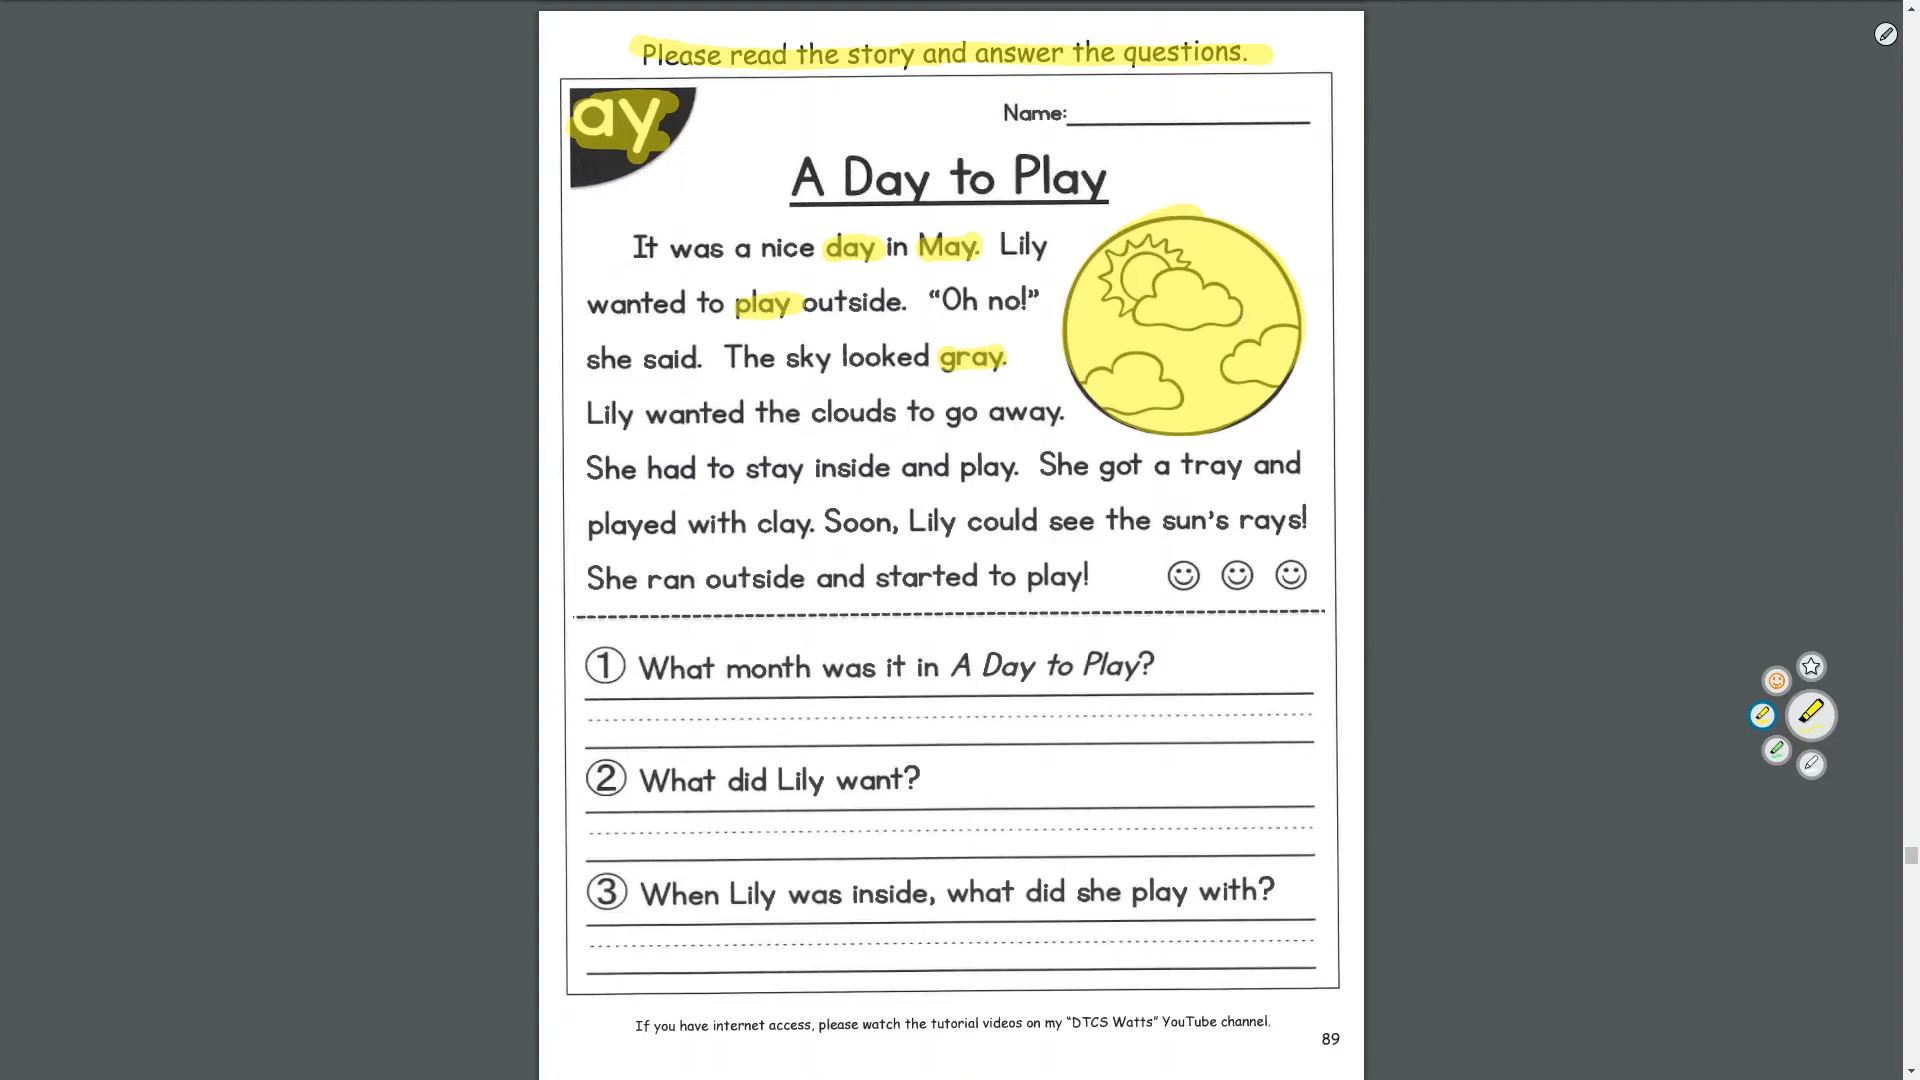 Please read the story and answer the questions.
ay
Name:
A Day to Play
It was a nice day in May. Lily
wanted to play outside. “Oh no!”
she said. The sky looked gray.
Lily wanted the clouds to go away.
She had to stay inside and play. She got a tray and
played with clay. Soon, Lily could see the sun’s rays!
She ran outside and started to play!
1 What month was it in A Day to Play?
2 What did Lily want?
3 When Lily was inside, what did she play with?
If you have internet access, please watch the tutorial videos on my “DTCS Watts” YouTube channel.
89